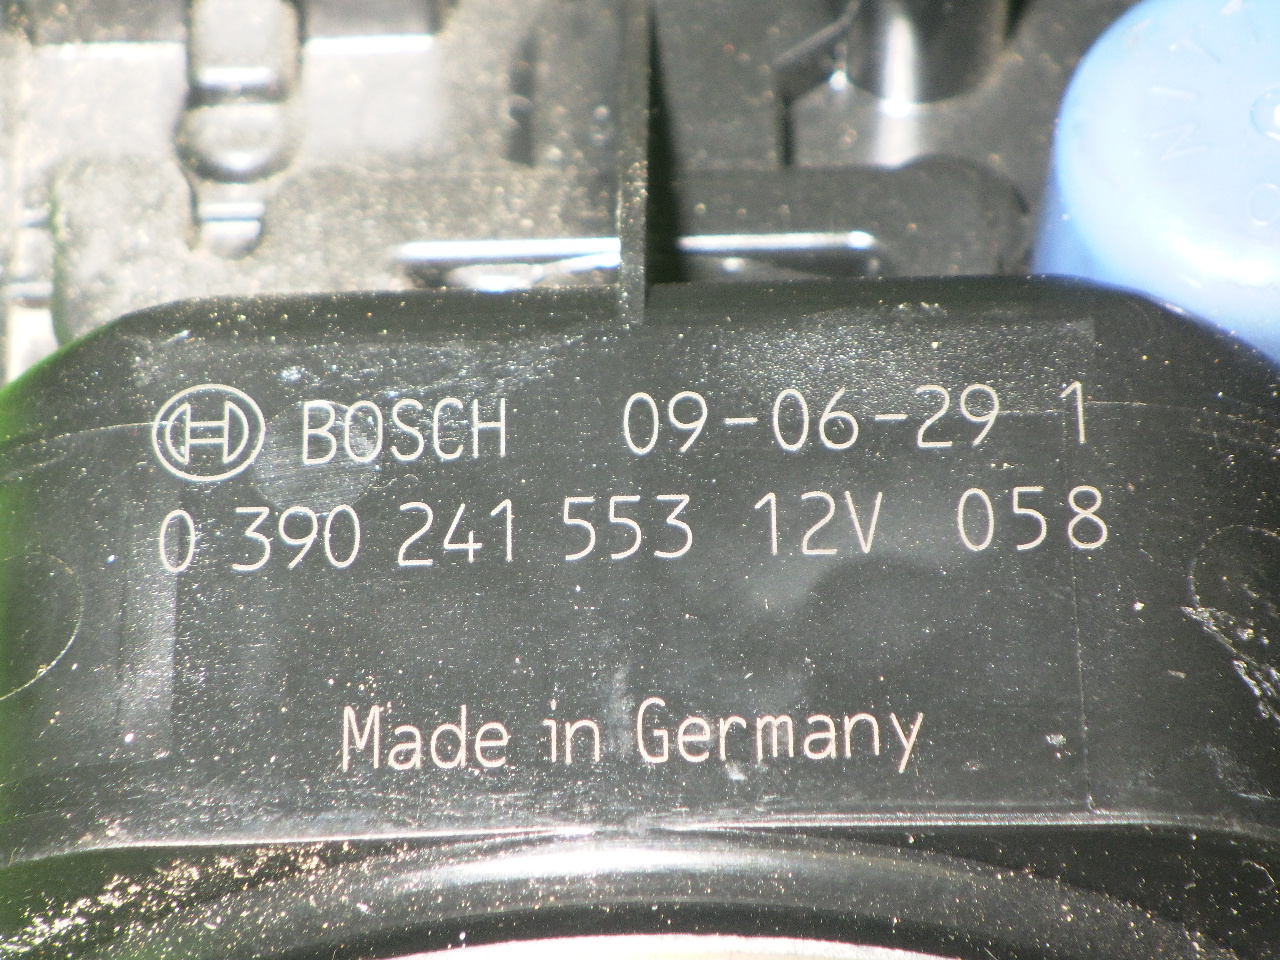 BOSCH 09-06-29 1
0 390 241 553 12V 058
Made in Germany